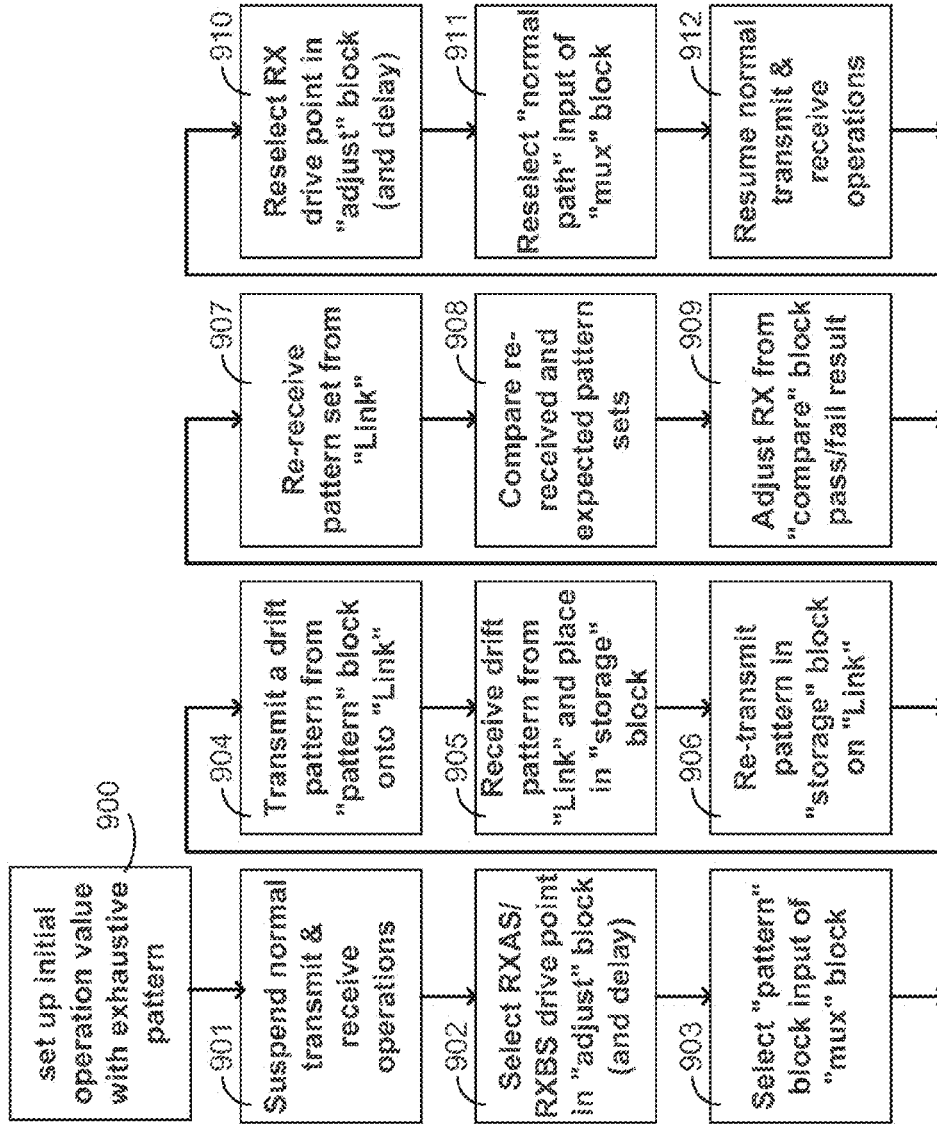 set up initial
operation value
with exhaustive
pattern
900
901
Suspend normal
transmit &
receive
operations
902
Select RXAS/
RXBS drive point
in "adjust" block
(and delay)
903
Select "pattern"
block input of
"mux" block
904
Transmit a drift
pattern from
"pattern" block
onto "Link"
905
Receive drift
pattern from
"Link" and place
in "storage"
block
906
Re-transmit
pattern in
"storage" block
on "Link"
907
Re-receive
pattern set from
"Link"
908
Compare re-
received and
expected pattern
sets
909
Adjust RX from
"compare" block
pass/fail result
910
Reselect RX
drive point in
"adjust" block
(and delay)
911
Reselect "normal
path" input of
"mux" block
912
Resume normal
transmit &
receive
operations